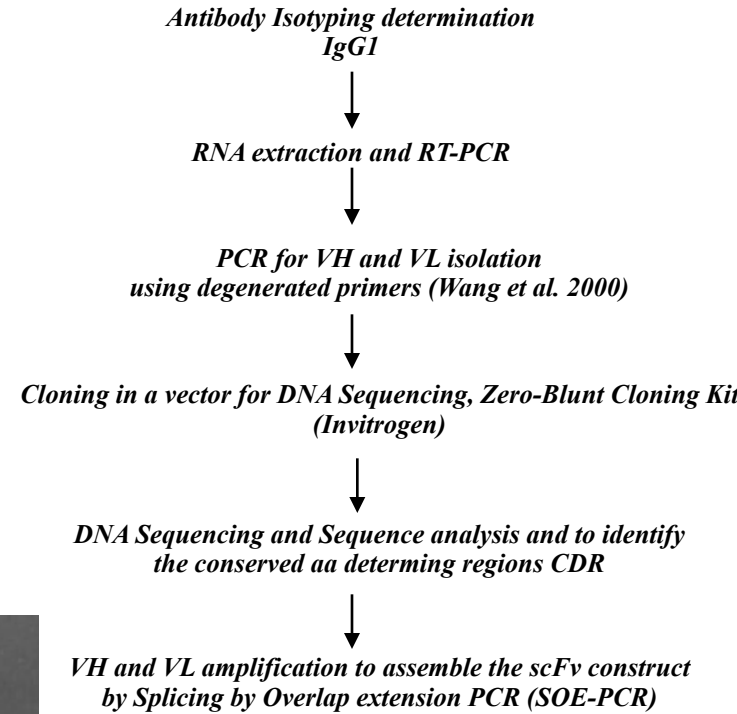 Antibody Isotyping determination
IgG1
RNA extraction and RT-PCR
PCR for VH and VL isolation
using degenerated primers (Wang et al. 2000)
Cloning in a vector for DNA Sequencing, Zero-Blunt Cloning Kit
(Invitrogen)
DNA Sequencing and Sequence analysis and to identify
the conserved aa determing regions CDR
VH and VL amplification to assemble the scFv construct
by Splicing by Overlap extension PCR (SOE-PCR)